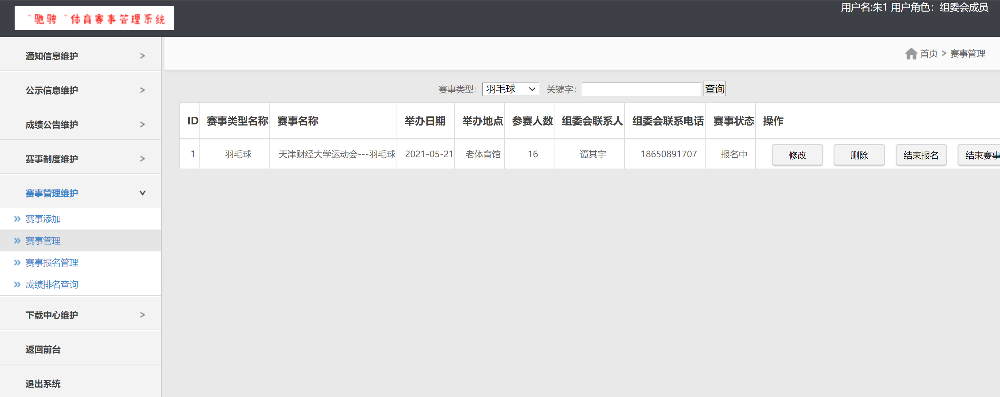 用户名:朱1 用户角色：组委会成员
"驰骋 "体育赛事管理系统
通知信息维护 >
公示信息维护 >
成绩公告维护 >
赛事制度维护 >
赛事管理维护
» 赛事添加
» 赛事管理
» 赛事报名管理
» 成绩排名查询
下载中心维护 >
返回前台
退出系统
首页 > 赛事管理
赛事类型： 羽毛球 关键字： 查询
ID 赛事类型名称 赛事名称 举办日期 举办地点 参赛人数 组委会联系人 组委会联系电话 赛事状态 操作
1 羽毛球 天津财经大学运动会---羽毛球 2021-05-21 老体育馆 16 谭其宇 18650891707 报名中 修改 删除 结束报名 结束赛事